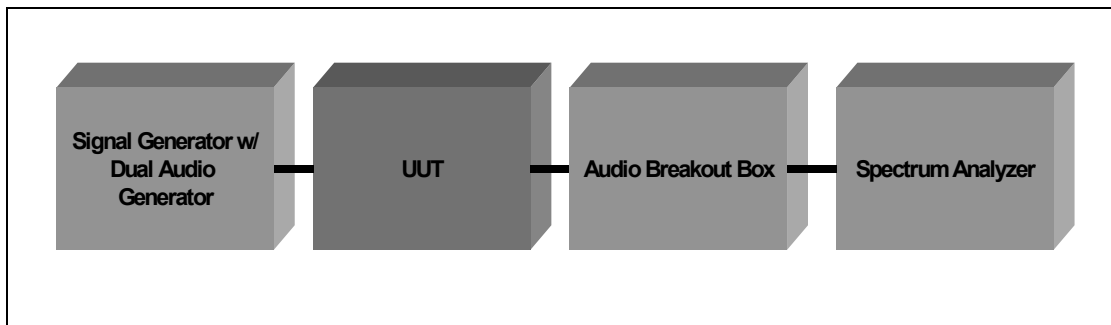 Signal Generator w/
Dual Audio
Generator
UUT
Audio Breakout Box
Spectrum Analyzer